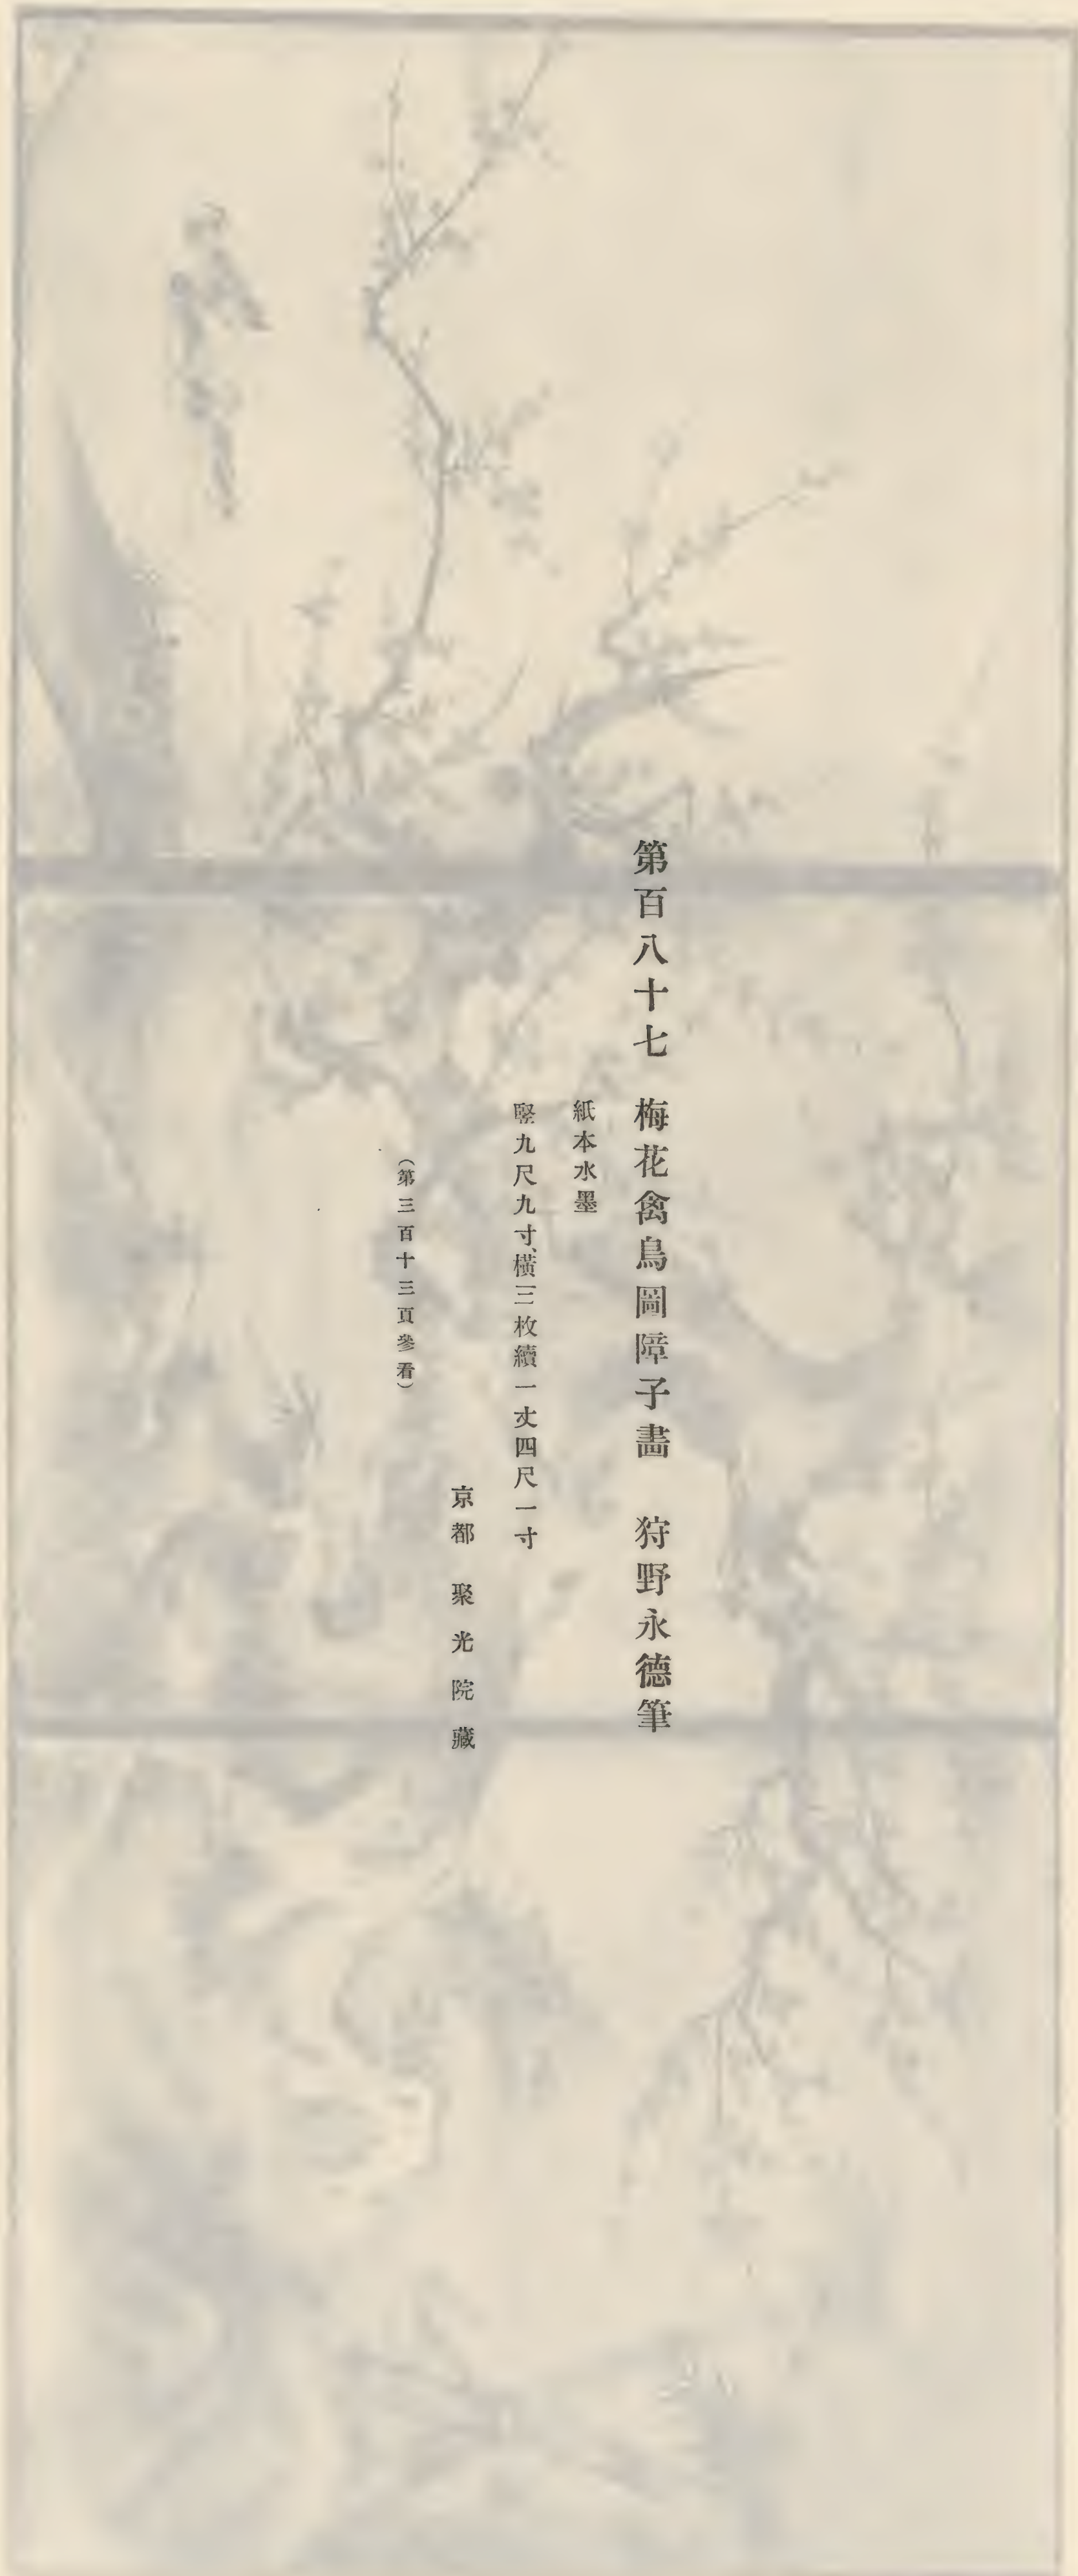 第百八十七　梅花禽鳥圖障子畵　狩野永德筆
紙本水墨
竪九尺九寸、橫三枚續一丈四尺一寸
京都　聚光院藏
（第三百十三頁參看）